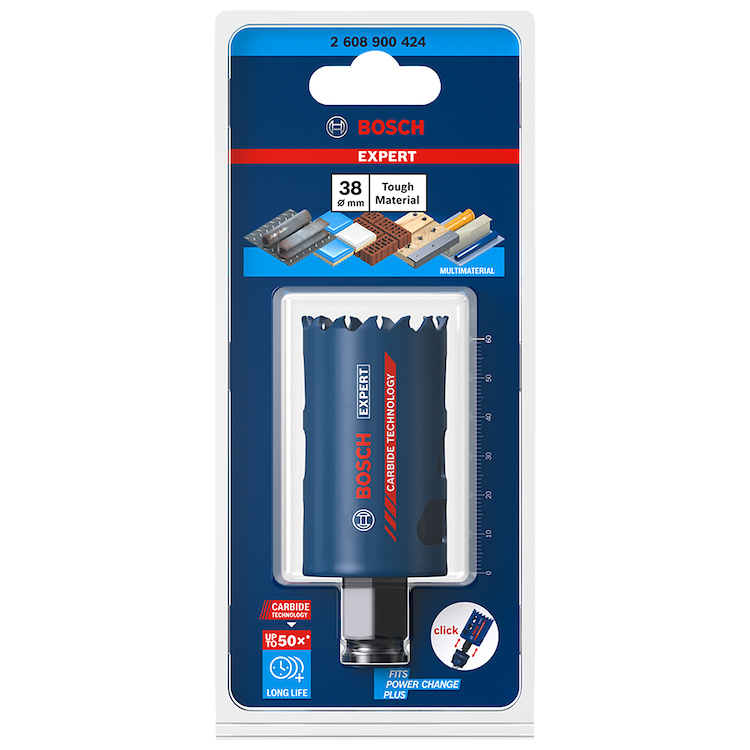 2 608 900 424
BOSCH
EXPERT
38
Ø mm
Tough
Material
MULTIMATERIAL
60
50
40
30
20
10
0
BOSCH
EXPERT
CARBIDE TECHNOLOGY
CARBIDE
TECHNOLOGY
UP TO 50×*
LONG LIFE
click
FITS
POWER CHANGE
PLUS